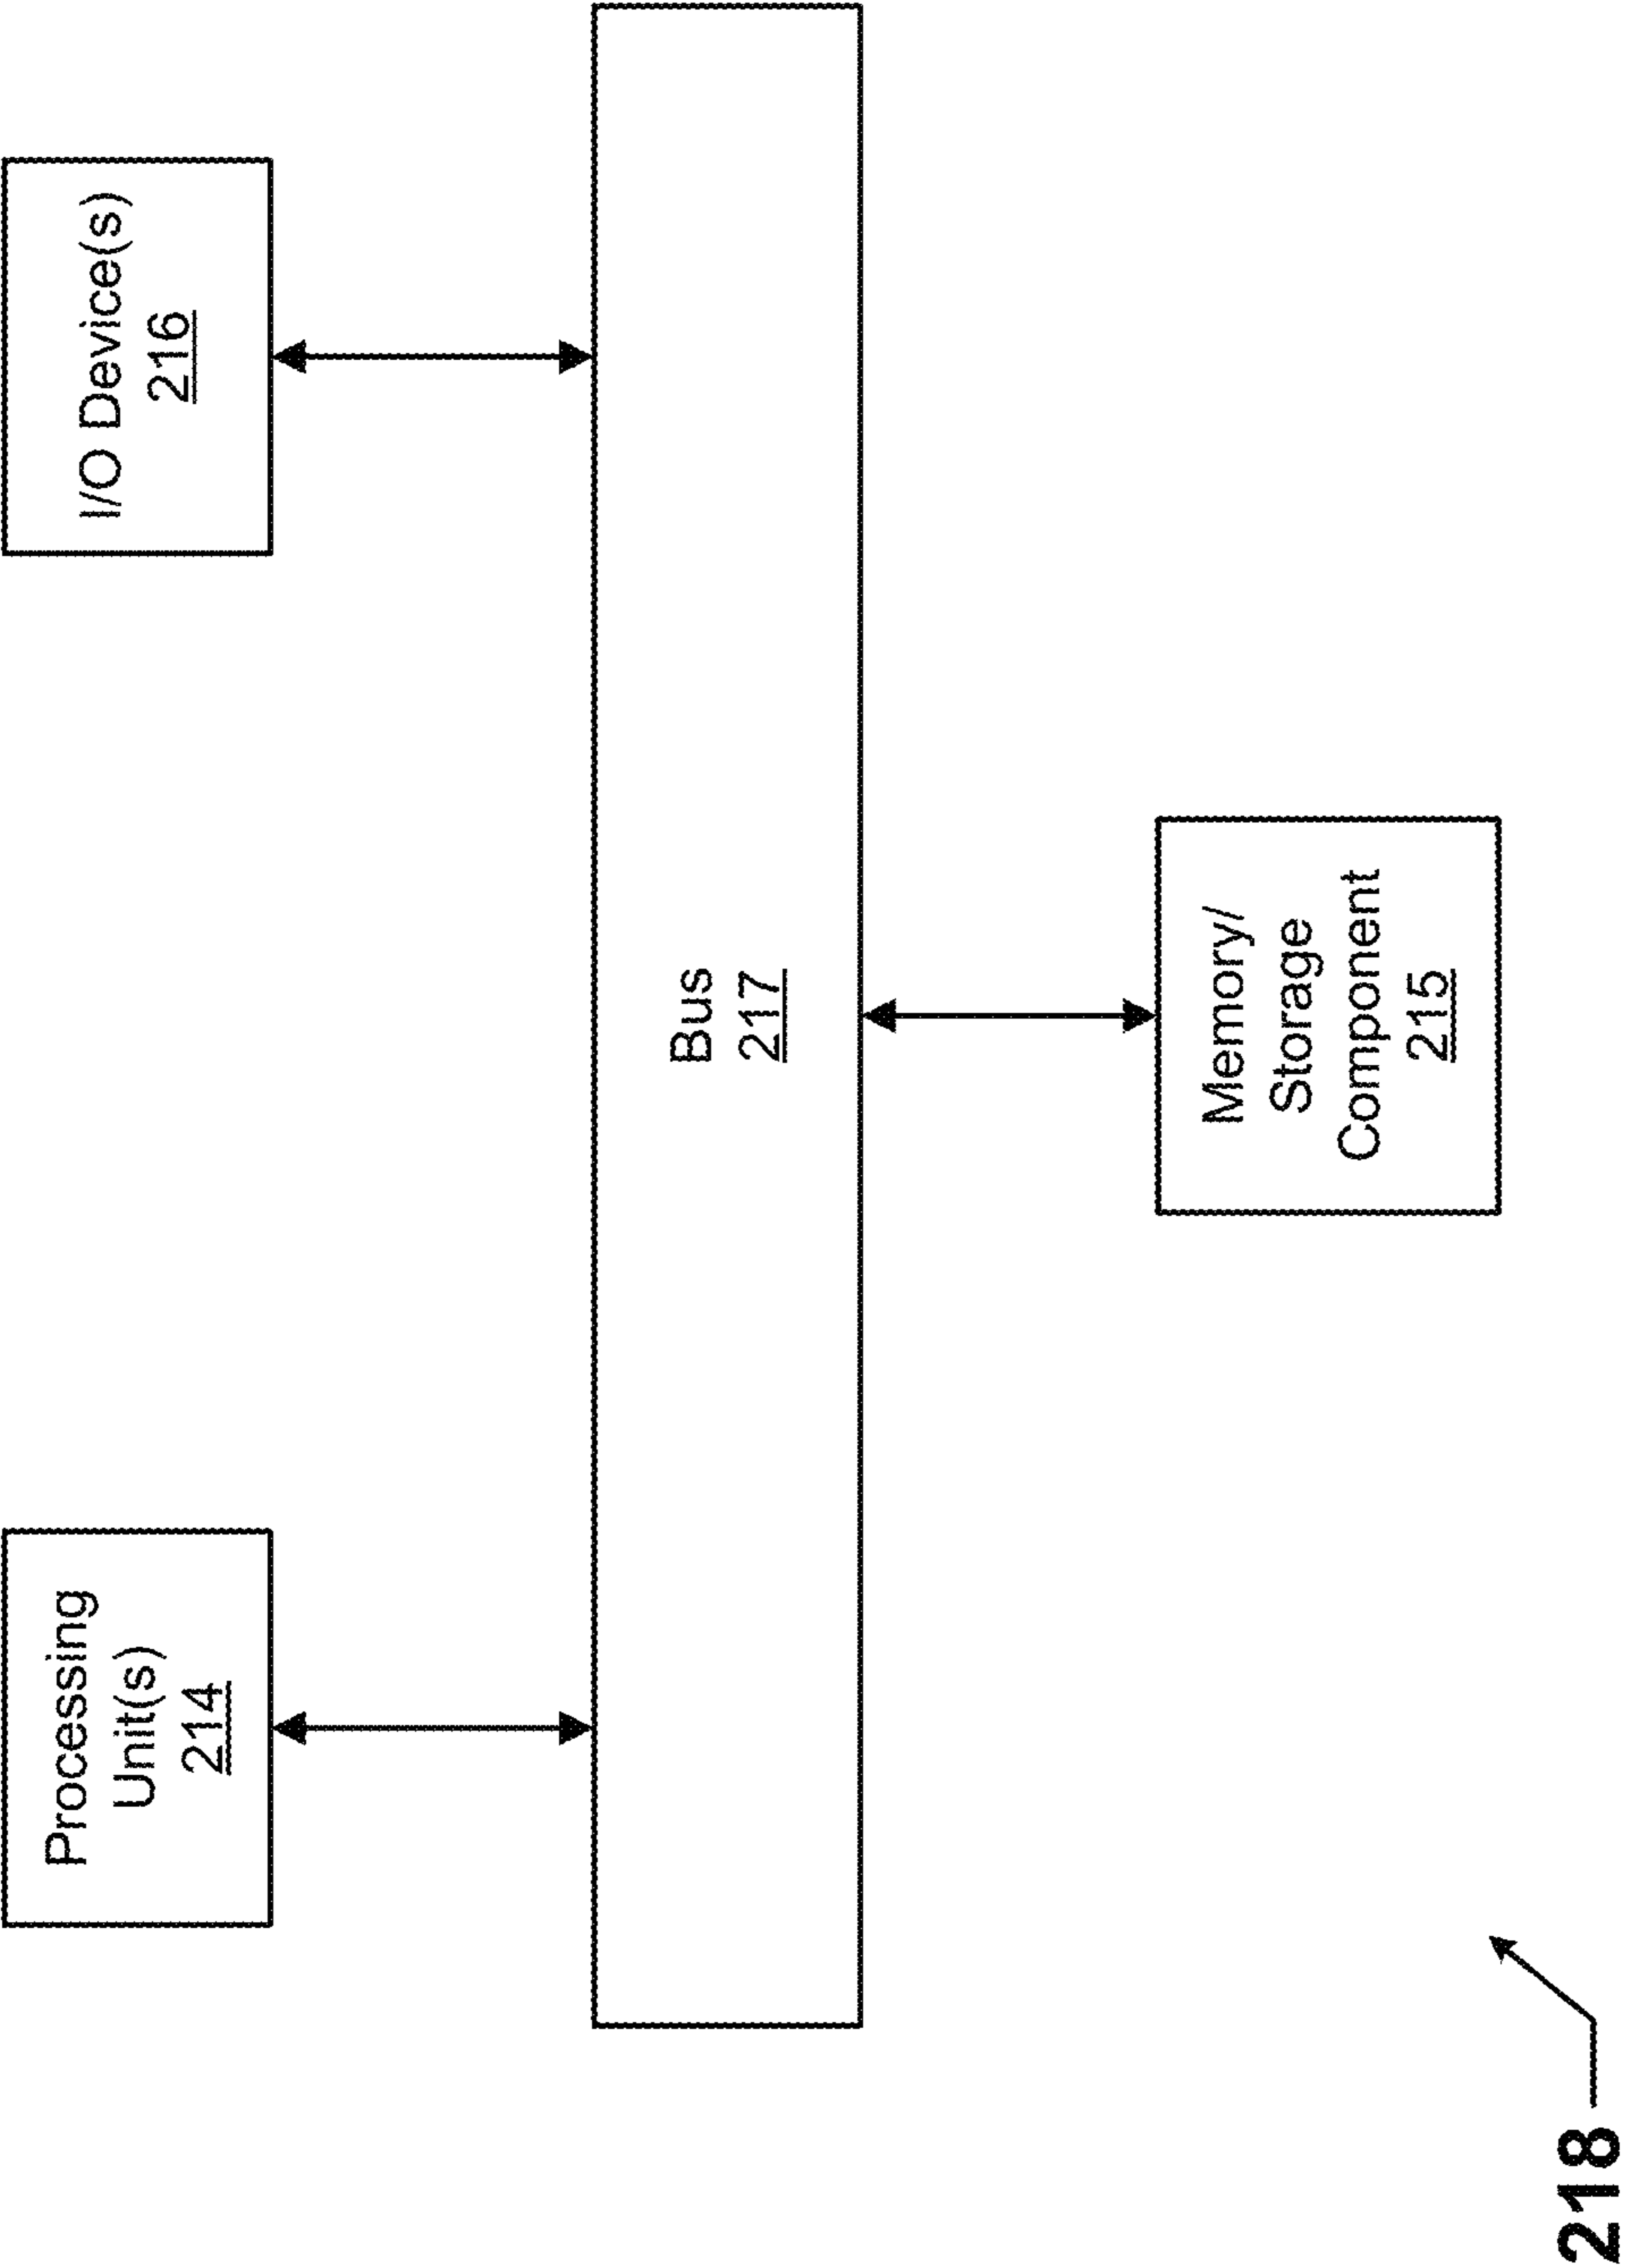 Processing
Unit(s)
214
I/O Device(s)
216
Bus
217
Memory/
Storage
Component
215
218